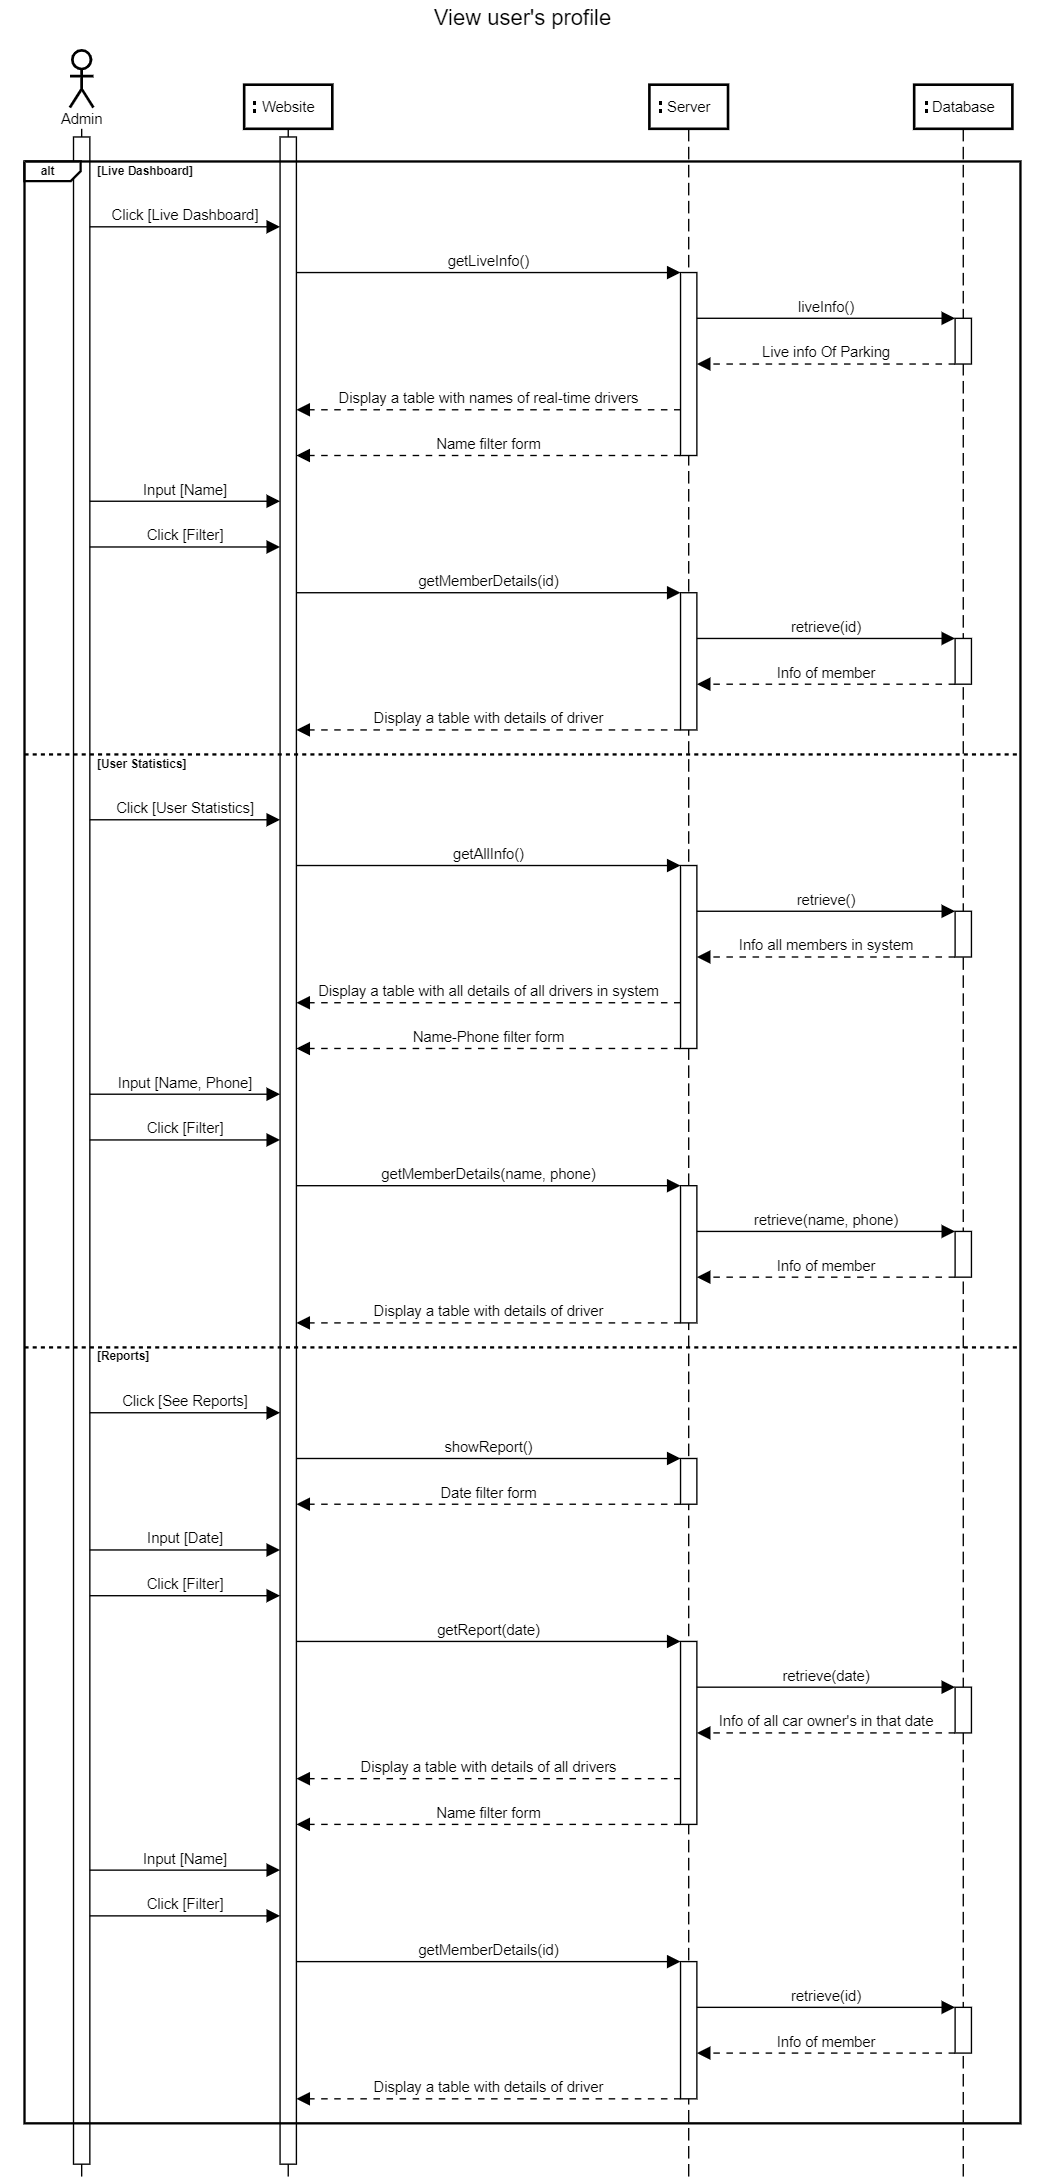 View user's profile
Admin
: Website
: Server
: Database
alt
[Live Dashboard]
Click [Live Dashboard]
getLiveInfo()
liveInfo()
Live info Of Parking
Display a table with names of real-time drivers
Name filter form
Input [Name]
Click [Filter]
getMemberDetails(id)
retrieve(id)
Info of member
Display a table with details of driver
[User Statistics]
Click [User Statistics]
getAllInfo()
retrieve()
Info all members in system
Display a table with all details of all drivers in system
Name-Phone filter form
Input [Name, Phone]
Click [Filter]
getMemberDetails(name, phone)
retrieve(name, phone)
Info of member
Display a table with details of driver
[Reports]
Click [See Reports]
showReport()
Date filter form
Input [Date]
Click [Filter]
getReport(date)
retrieve(date)
Info of all car owner's in that date
Display a table with details of all drivers
Name filter form
Input [Name]
Click [Filter]
getMemberDetails(id)
retrieve(id)
Info of member
Display a table with details of driver